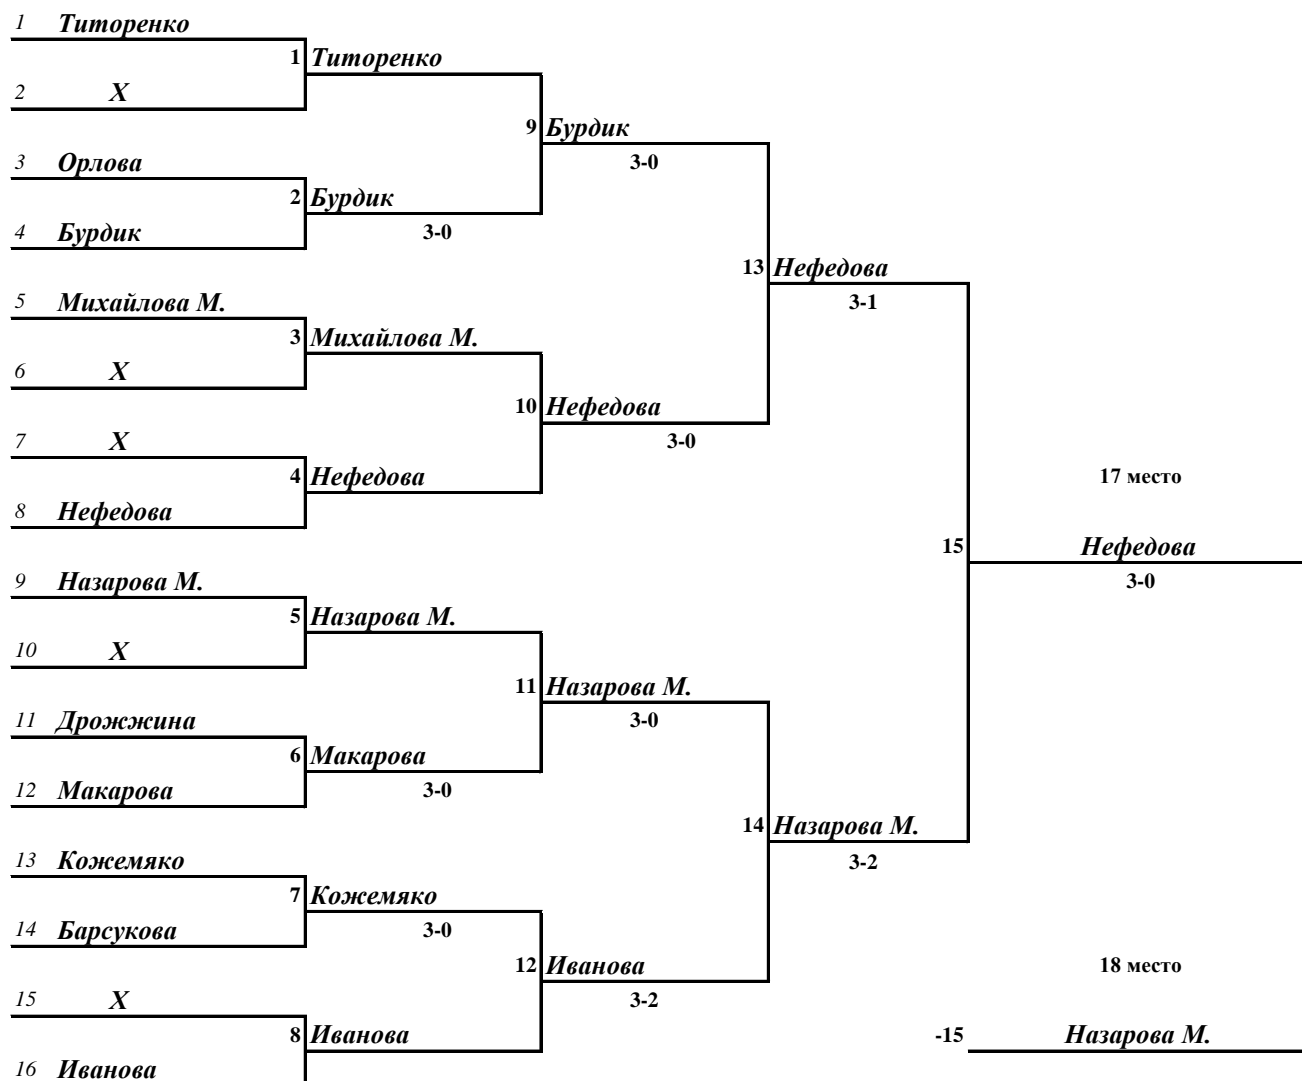 1 Титоренко
1 Титоренко
2 X
9 Бурдик
3-0
3 Орлова
2 Бурдик
3-0
4 Бурдик
13 Нефедова
3-1
5 Михайлова М.
3 Михайлова М.
6 X
10 Нефедова
3-0
7 X
4 Нефедова
17 место
8 Нефедова
15 Нефедова
3-0
9 Назарова М.
5 Назарова М.
10 X
11 Назарова М.
3-0
11 Дрожжина
6 Макарова
3-0
12 Макарова
14 Назарова М.
3-2
13 Кожемяко
7 Кожемяко
3-0
14 Барсукова
12 Иванова
3-2
18 место
15 X
8 Иванова
-15 Назарова М.
16 Иванова